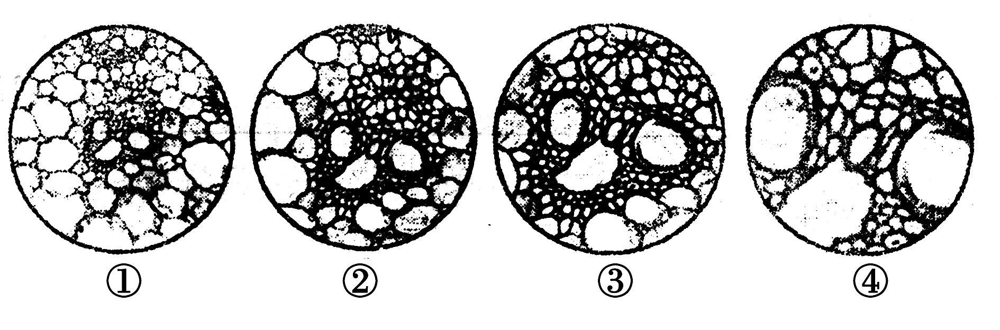 ① ② ③ ④